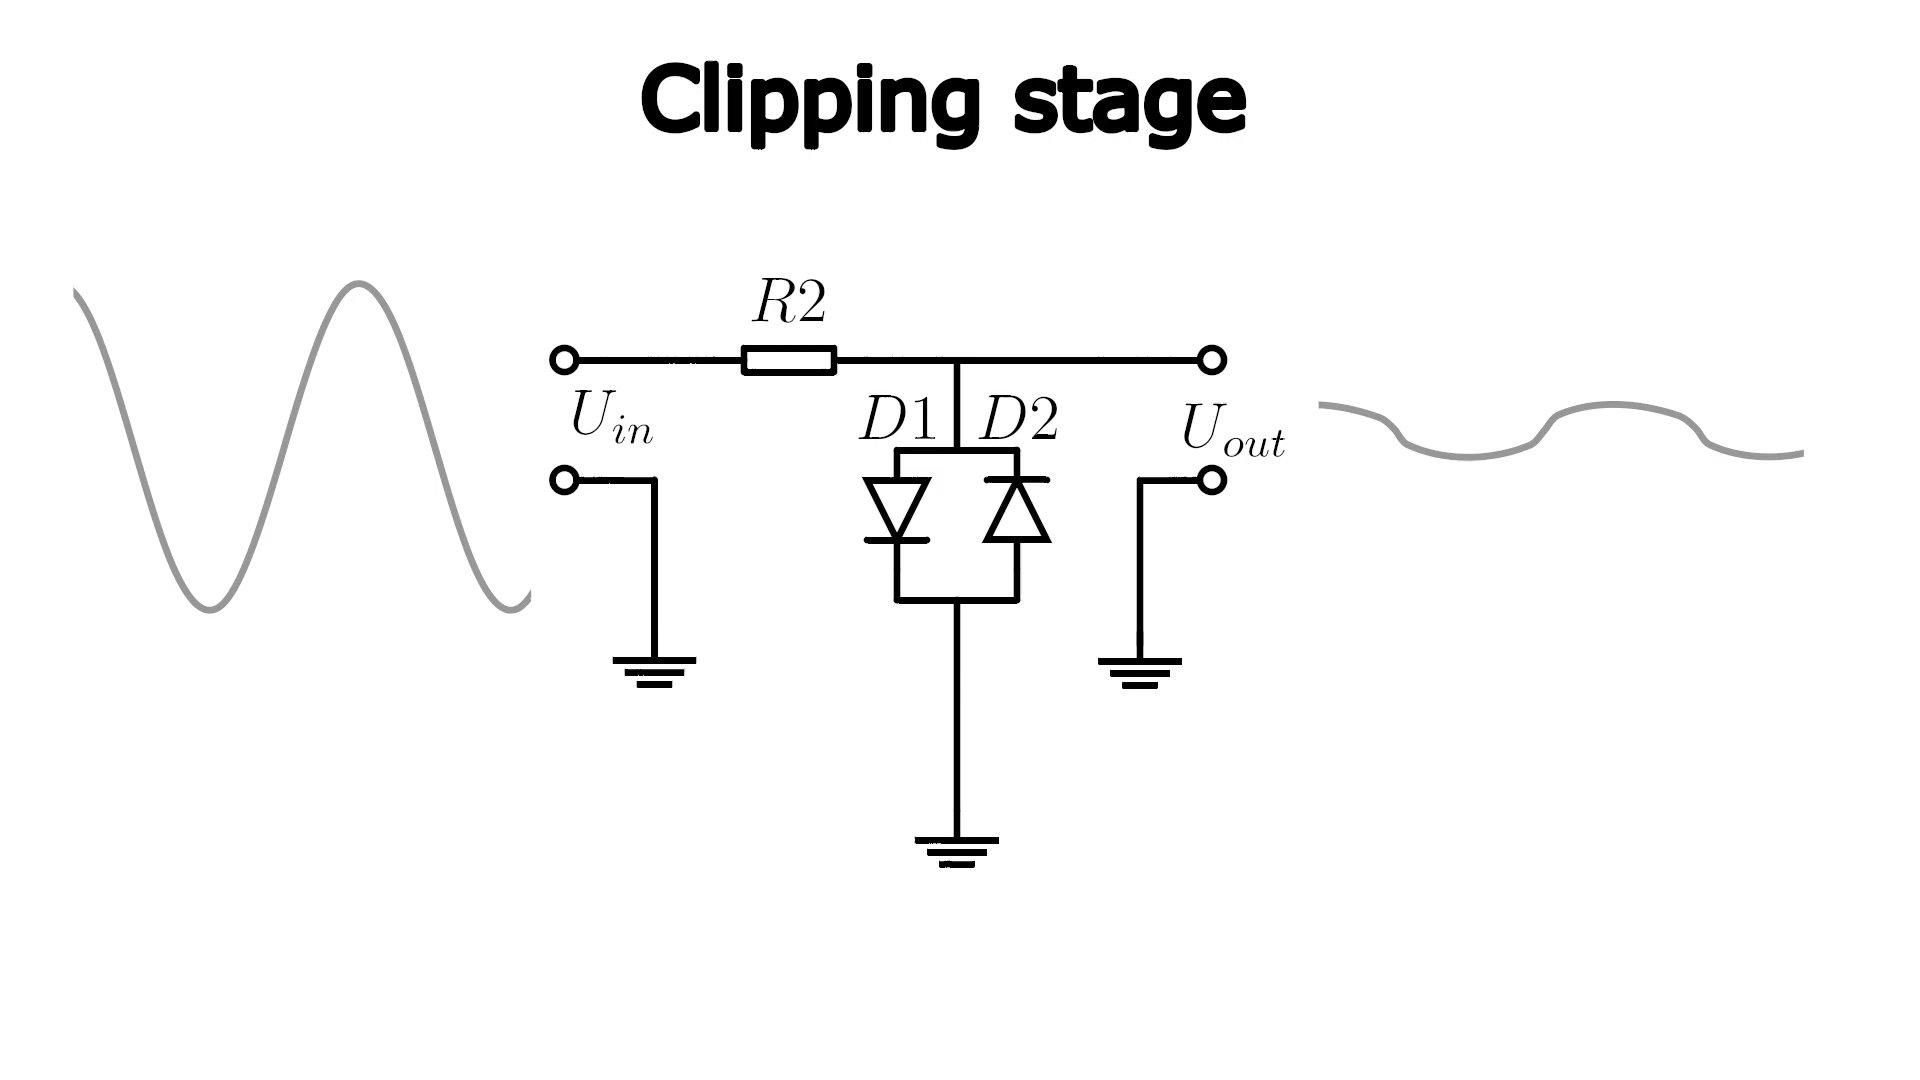 Clipping stage
R2
D1 D2
U_in
U_out